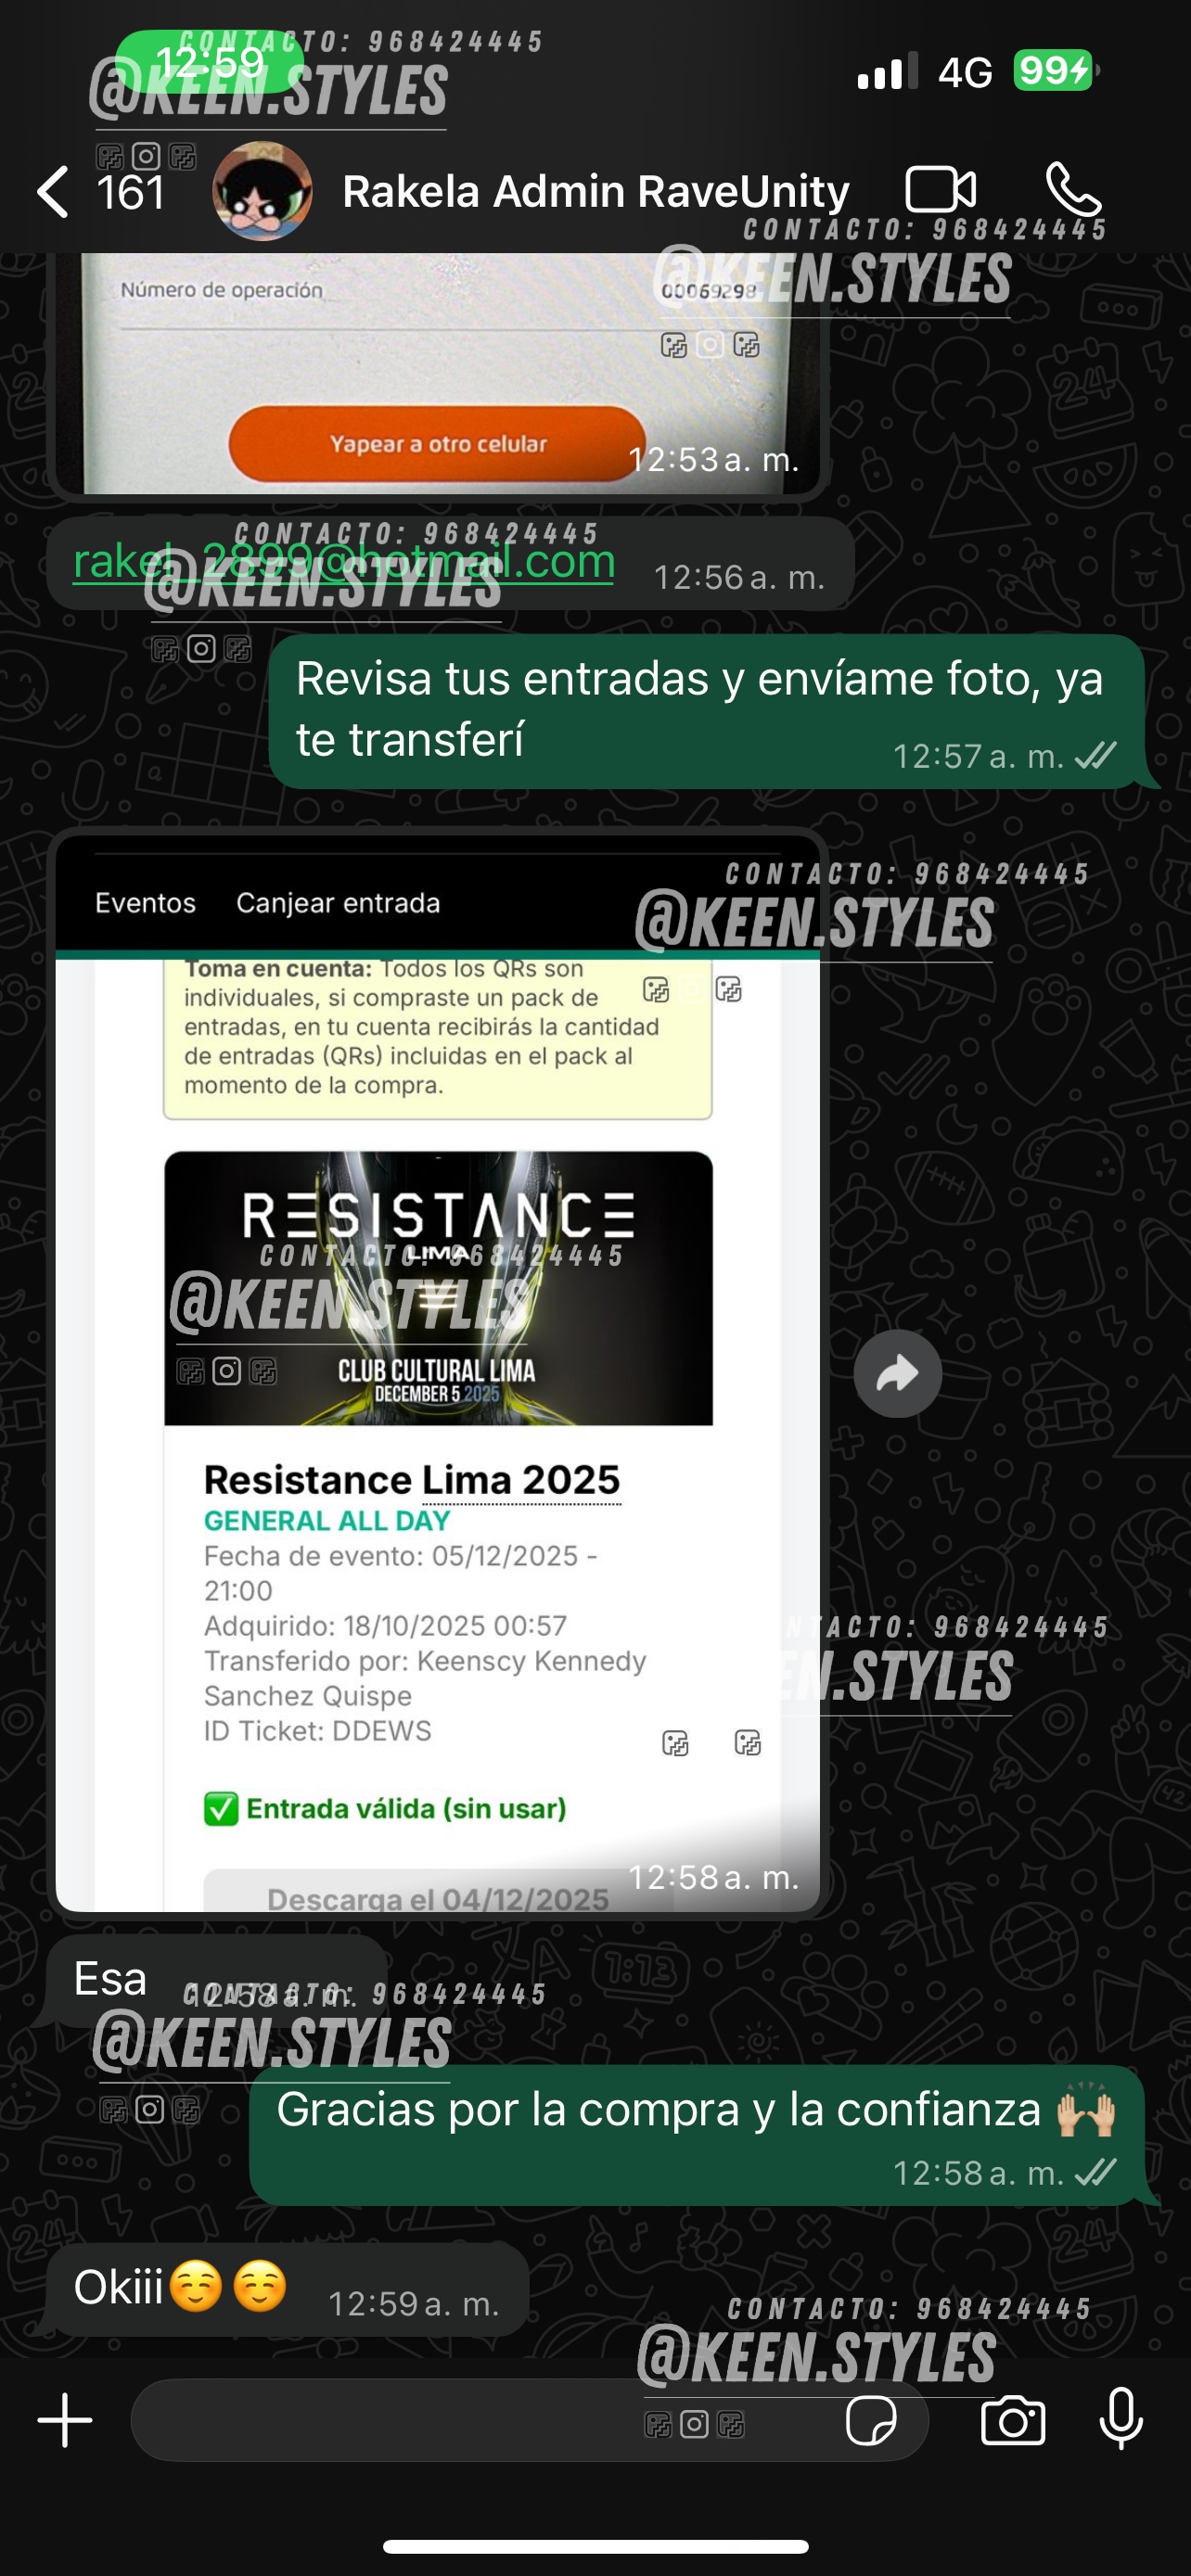 CONTACTO: 968424445
12:59
@KEEN.STYLES
4G
99
161
Rakela Admin RaveUnity
CONTACTO: 968424445
@KEEN.STYLES
Número de operación
00069298
Yapear a otro celular
12:53 a. m.
CONTACTO: 968424445
rakel_2899@hotmail.com
12:56 a. m.
@KEEN.STYLES
Revisa tus entradas y envíame foto, ya
te transferí
12:57 a. m.
CONTACTO: 968424445
Eventos
Canjear entrada
@KEEN.STYLES
Toma en cuenta: Todos los QRs son
individuales, si compraste un pack de
entradas, en tu cuenta recibirás la cantidad
de entradas (QRs) incluidas en el pack al
momento de la compra.
RESISTANCE
LIMA
CONTACTO: 968424445
@KEEN.STYLES
CLUB CULTURAL LIMA
DECEMBER 5 2025
Resistance Lima 2025
GENERAL ALL DAY
Fecha de evento: 05/12/2025 -
21:00
Adquirido: 18/10/2025 00:57
NTACTO: 968424445
Transferido por: Keenscy Kennedy
EN.STYLES
Sanchez Quispe
ID Ticket: DDEWS
Entrada válida (sin usar)
12:58 a. m.
Descarga el 04/12/2025
Esa
12:58 a. m.
CONTACTO: 968424445
@KEEN.STYLES
Gracias por la compra y la confianza 🙌🏼
12:58 a. m.
Okiii☺️☺️
12:59 a. m.
CONTACTO: 968424445
@KEEN.STYLES